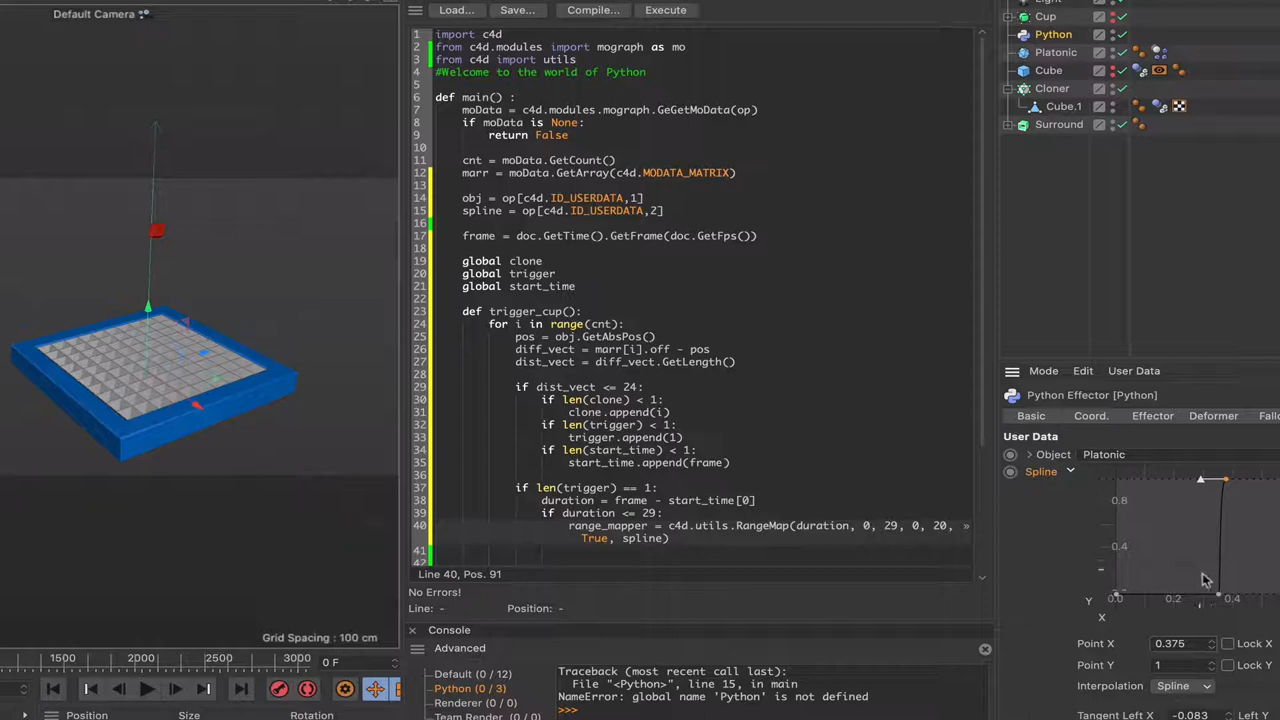 Default Camera
Load... Save... Compile... Execute
1 import c4d
2 from c4d.modules import mograph as mo
3 from c4d import utils
4 #Welcome to the world of Python
5
6 def main() :
7 moData = c4d.modules.mograph.GeGetMoData(op)
8 if moData is None:
9 return False
10
11 cnt = moData.GetCount()
12 marr = moData.GetArray(c4d.MODATA_MATRIX)
13
14 obj = op[c4d.ID_USERDATA,1]
15 spline = op[c4d.ID_USERDATA,2]
16
17 frame = doc.GetTime().GetFrame(doc.GetFps())
18
19 global clone
20 global trigger
21 global start_time
22
23 def trigger_cup():
24 for i in range(cnt):
25 pos = obj.GetAbsPos()
26 diff_vect = marr[i].off - pos
27 dist_vect = diff_vect.GetLength()
28
29 if dist_vect <= 24:
30 if len(clone) < 1:
31 clone.append(i)
32 if len(trigger) < 1:
33 trigger.append(1)
34 if len(start_time) < 1:
35 start_time.append(frame)
36
37 if len(trigger) == 1:
38 duration = frame - start_time[0]
39 if duration <= 29:
40 range_mapper = c4d.utils.RangeMap(duration, 0, 29, 0, 20, »
True, spline)
41
42
Line 40, Pos. 91
No Errors!
Line: - Position: -
Console
Advanced
Default (0 / 12)
Python (0 / 3)
Renderer (0 / 0)
Team Render (0 / 0)
Traceback (most recent call last):
File "<Python>", line 15, in main
NameError: global name 'Python' is not defined
>>>
Grid Spacing : 100 cm
1500 2000 2500 3000 0 F
Position Size Rotation
Cup
Python
Platonic
Cube
Cloner
Cube.1
Surround
Mode Edit User Data
Python Effector [Python]
Basic Coord. Effector Deformer Fallo
User Data
Object Platonic
Spline
0.8
0.4
Y 0.0 0.2 0.4
X
Point X 0.375 Lock X
Point Y 1 Lock Y
Interpolation Spline
Tangent Left X -0.083 Left Y